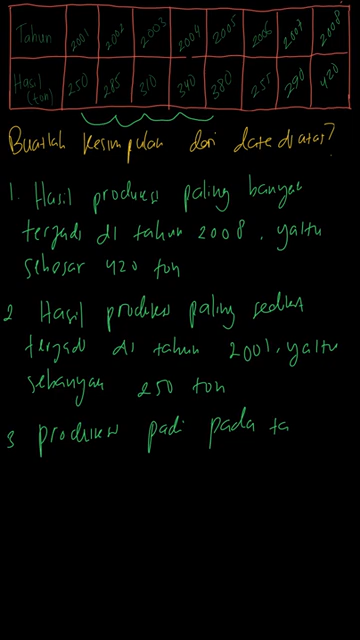 Tahun 2001 2002 2003 2004 2005 2006 2007 2008
Hasil (ton) 250 285 310 340 380 255 290 420
Buatlah Kesimpulan dari date diatas?
1. Hasil produksi paling banyak
terjadi di tahun 2008, yaitu
sebesar 420 ton
2 Hasil produksi paling sedikit
terjadi di tahun 2001, yaitu
sebanyak 250 ton
3 produksi padi pada ta